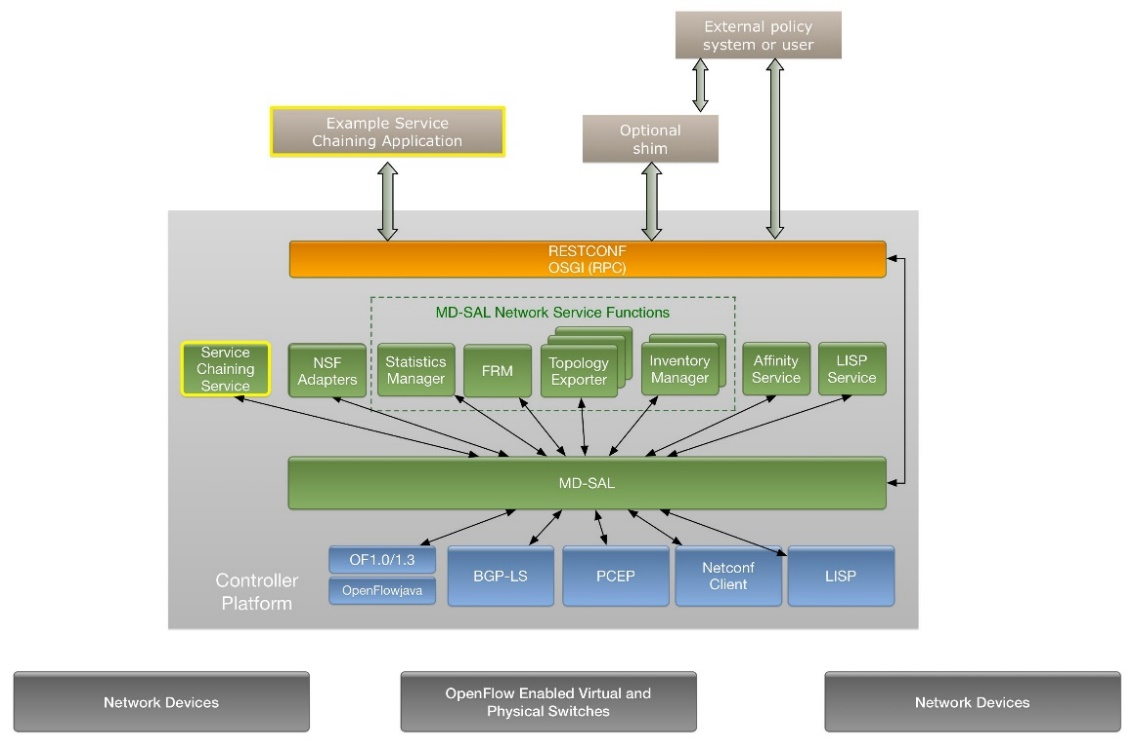 External policy
system or user
Example Service
Chaining Application
Optional
shim
RESTCONF
OSGI (RPC)
MD-SAL Network Service Functions
Service
Chaining
Service
NSF
Adapters
Statistics
Manager
FRM
Topology
Exporter
Inventory
Manager
Affinity
Service
LISP
Service
MD-SAL
OF1.0/1.3
OpenFlowjava
BGP-LS
PCEP
Netconf
Client
LISP
Controller
Platform
Network Devices
OpenFlow Enabled Virtual and
Physical Switches
Network Devices